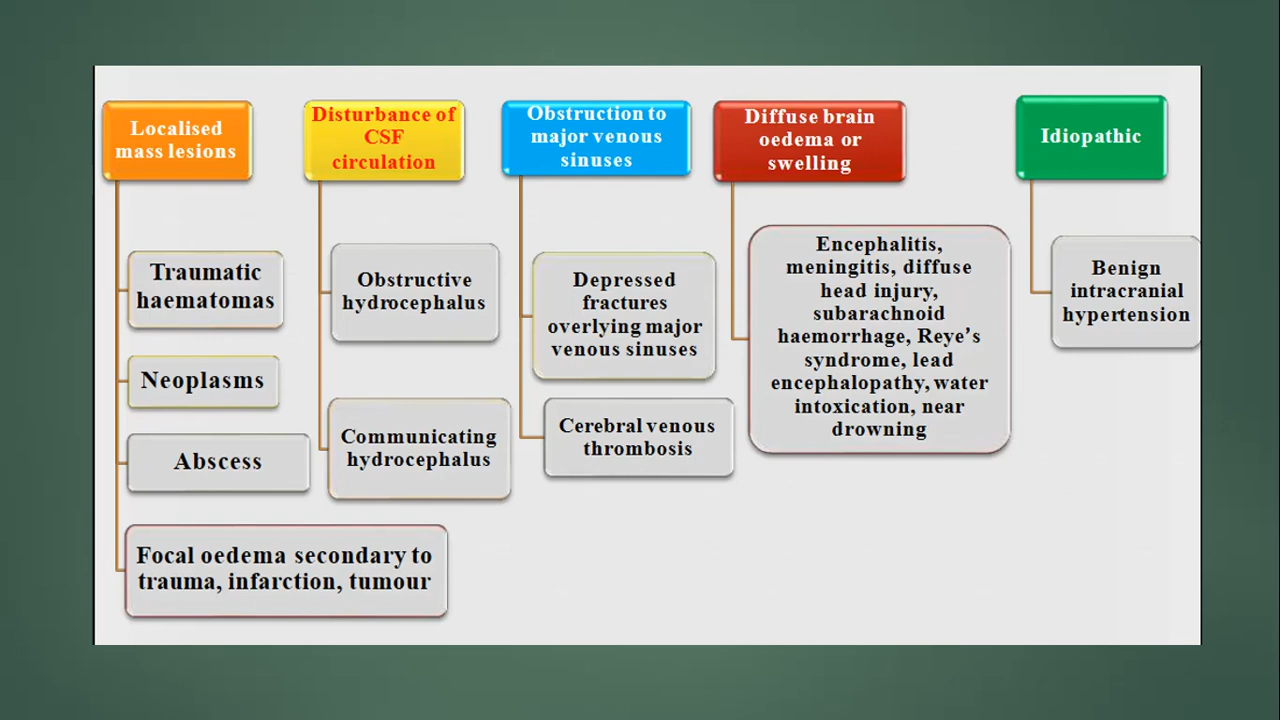 Localised
mass lesions
Traumatic
haematomas
Neoplasms
Abscess
Focal oedema secondary to
trauma, infarction, tumour
Disturbance of
CSF
circulation
Obstructive
hydrocephalus
Communicating
hydrocephalus
Obstruction to
major venous
sinuses
Depressed
fractures
overlying major
venous sinuses
Cerebral venous
thrombosis
Diffuse brain
oedema or
swelling
Encephalitis,
meningitis, diffuse
head injury,
subarachnoid
haemorrhage, Reye’s
syndrome, lead
encephalopathy, water
intoxication, near
drowning
Idiopathic
Benign
intracranial
hypertension